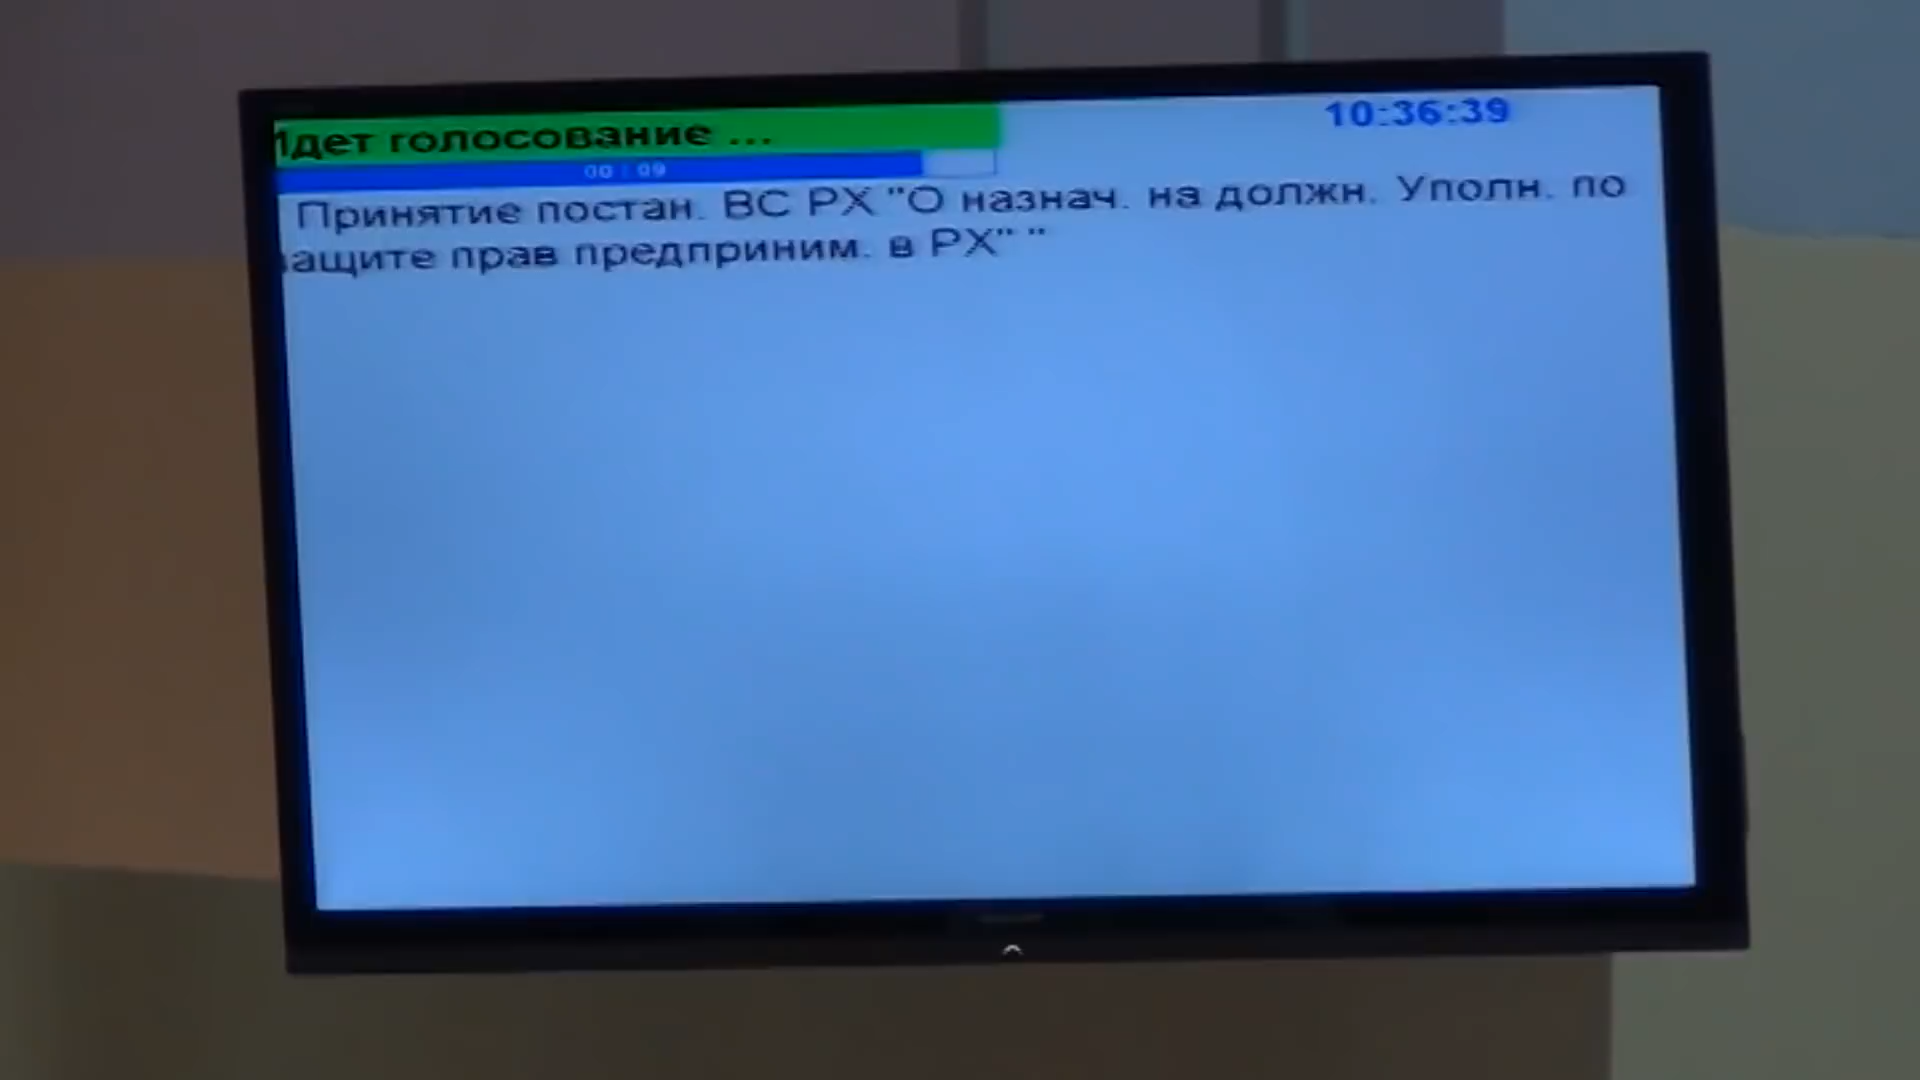 Идет голосование ...
10:36:39
00 : 09
Принятие постан. ВС РХ "О назнач. на должн. Уполн. по
защите прав предприним. в РХ" "